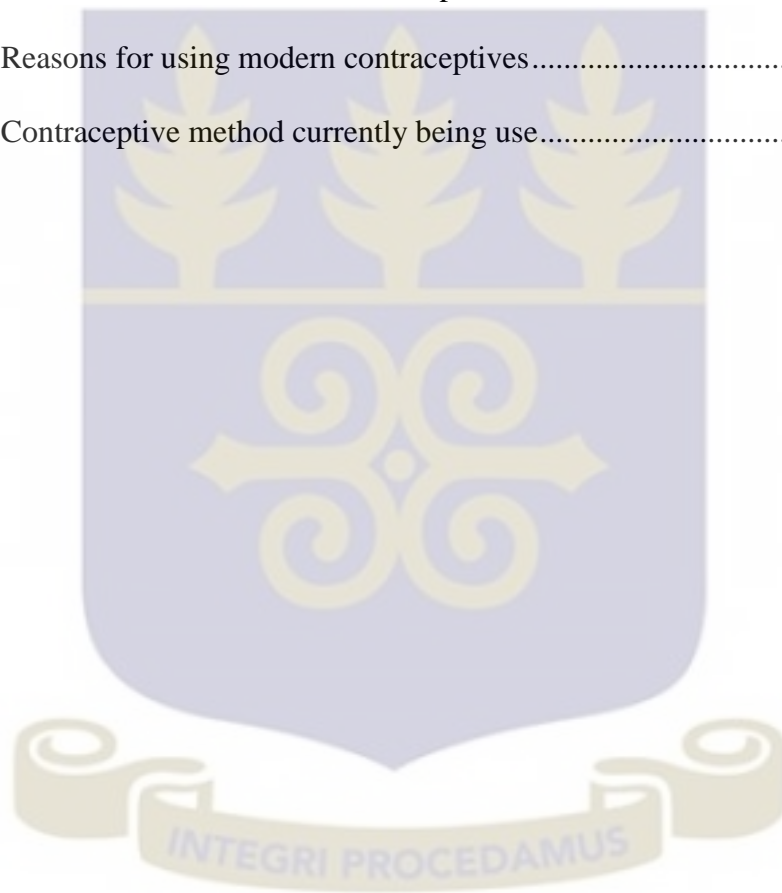 Reasons for using modern contraceptives..............................
Contraceptive method currently being use..............................
INTEGRI PROCEDAMUS